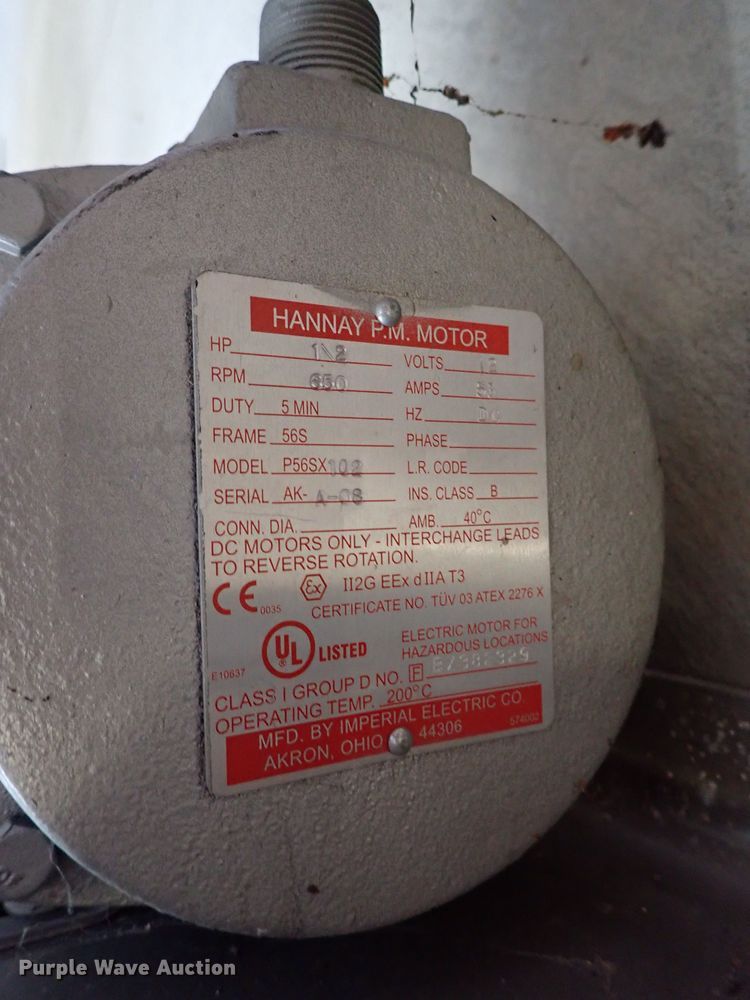 HANNAY P.M. MOTOR
HP 1\2 VOLTS 12
RPM 650 AMPS
DUTY 5 MIN HZ DC
FRAME 56S PHASE
MODEL P56SX102 L.R. CODE
SERIAL AK- A-08 INS. CLASS B
CONN. DIA. AMB. 40°C
DC MOTORS ONLY - INTERCHANGE LEADS
TO REVERSE ROTATION.
CE 0035 Ex II2G EEx d IIA T3
CERTIFICATE NO. TÜV 03 ATEX 2276 X
E10637 UL ® LISTED ELECTRIC MOTOR FOR
HAZARDOUS LOCATIONS
CLASS I GROUP D NO. F
OPERATING TEMP. 200°C
MFD. BY IMPERIAL ELECTRIC CO.
AKRON, OHIO 44306 574002
Purple Wave Auction